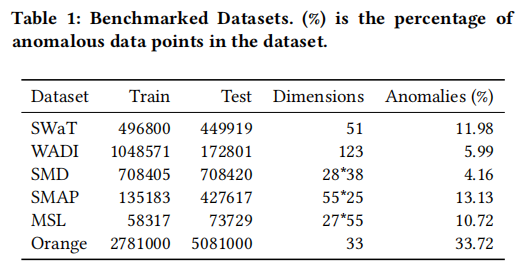 Table 1: Benchmarked Datasets. (%) is the percentage of
anomalous data points in the dataset.
Dataset Train Test Dimensions Anomalies (%)
SWaT 496800 449919 51 11.98
WADI 1048571 172801 123 5.99
SMD 708405 708420 28*38 4.16
SMAP 135183 427617 55*25 13.13
MSL 58317 73729 27*55 10.72
Orange 2781000 5081000 33 33.72